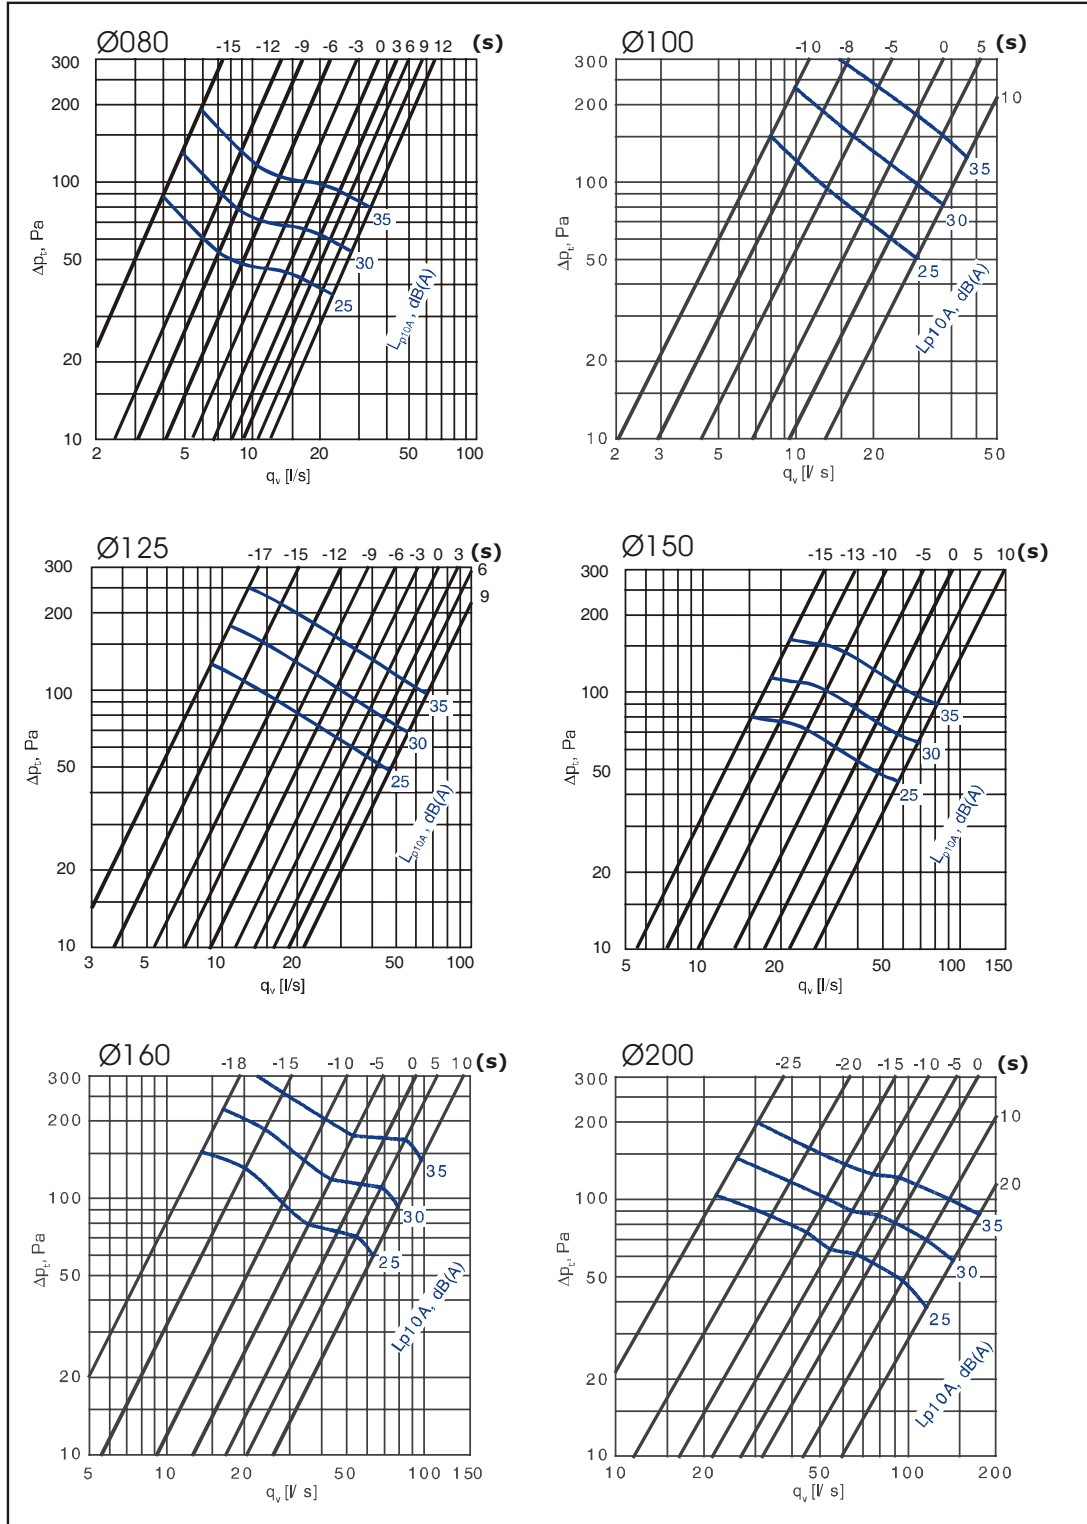 Ø080
-15 -12 -9 -6 -3 0 3 6 9 12 (s)
300
200
100
50
20
10
Δpt, Pa
35
30
25
Lp10A, dB(A)
2 5 10 20 50 100
qv [l/s]
Ø100
-10 -8 -5 0 5 (s)
10
300
200
100
50
20
10
Δpt, Pa
35
30
25
Lp10A, dB(A)
2 3 5 10 20 50
qv [l/ s]
Ø125
-17 -15 -12 -9 -6 -3 0 3 (s)
6
9
300
200
100
50
20
10
Δpt, Pa
35
30
25
Lp10A, dB(A)
3 5 10 20 50 100
qv [l/s]
Ø150
-15 -13 -10 -5 0 5 10 (s)
300
200
100
50
20
10
Δpt, Pa
35
30
25
Lp10A, dB(A)
5 10 20 50 100 150
qv [l/s]
Ø160
-18 -15 -10 -5 0 5 10 (s)
300
200
100
50
20
10
Δpt, Pa
35
30
25
Lp10A, dB(A)
5 10 20 50 100 150
qv [l/ s]
Ø200
-25 -20 -15 -10 -5 0 (s)
10
20
300
200
100
50
20
10
Δpt, Pa
35
30
25
Lp10A, dB(A)
10 20 50 100 200
qv [l/ s]